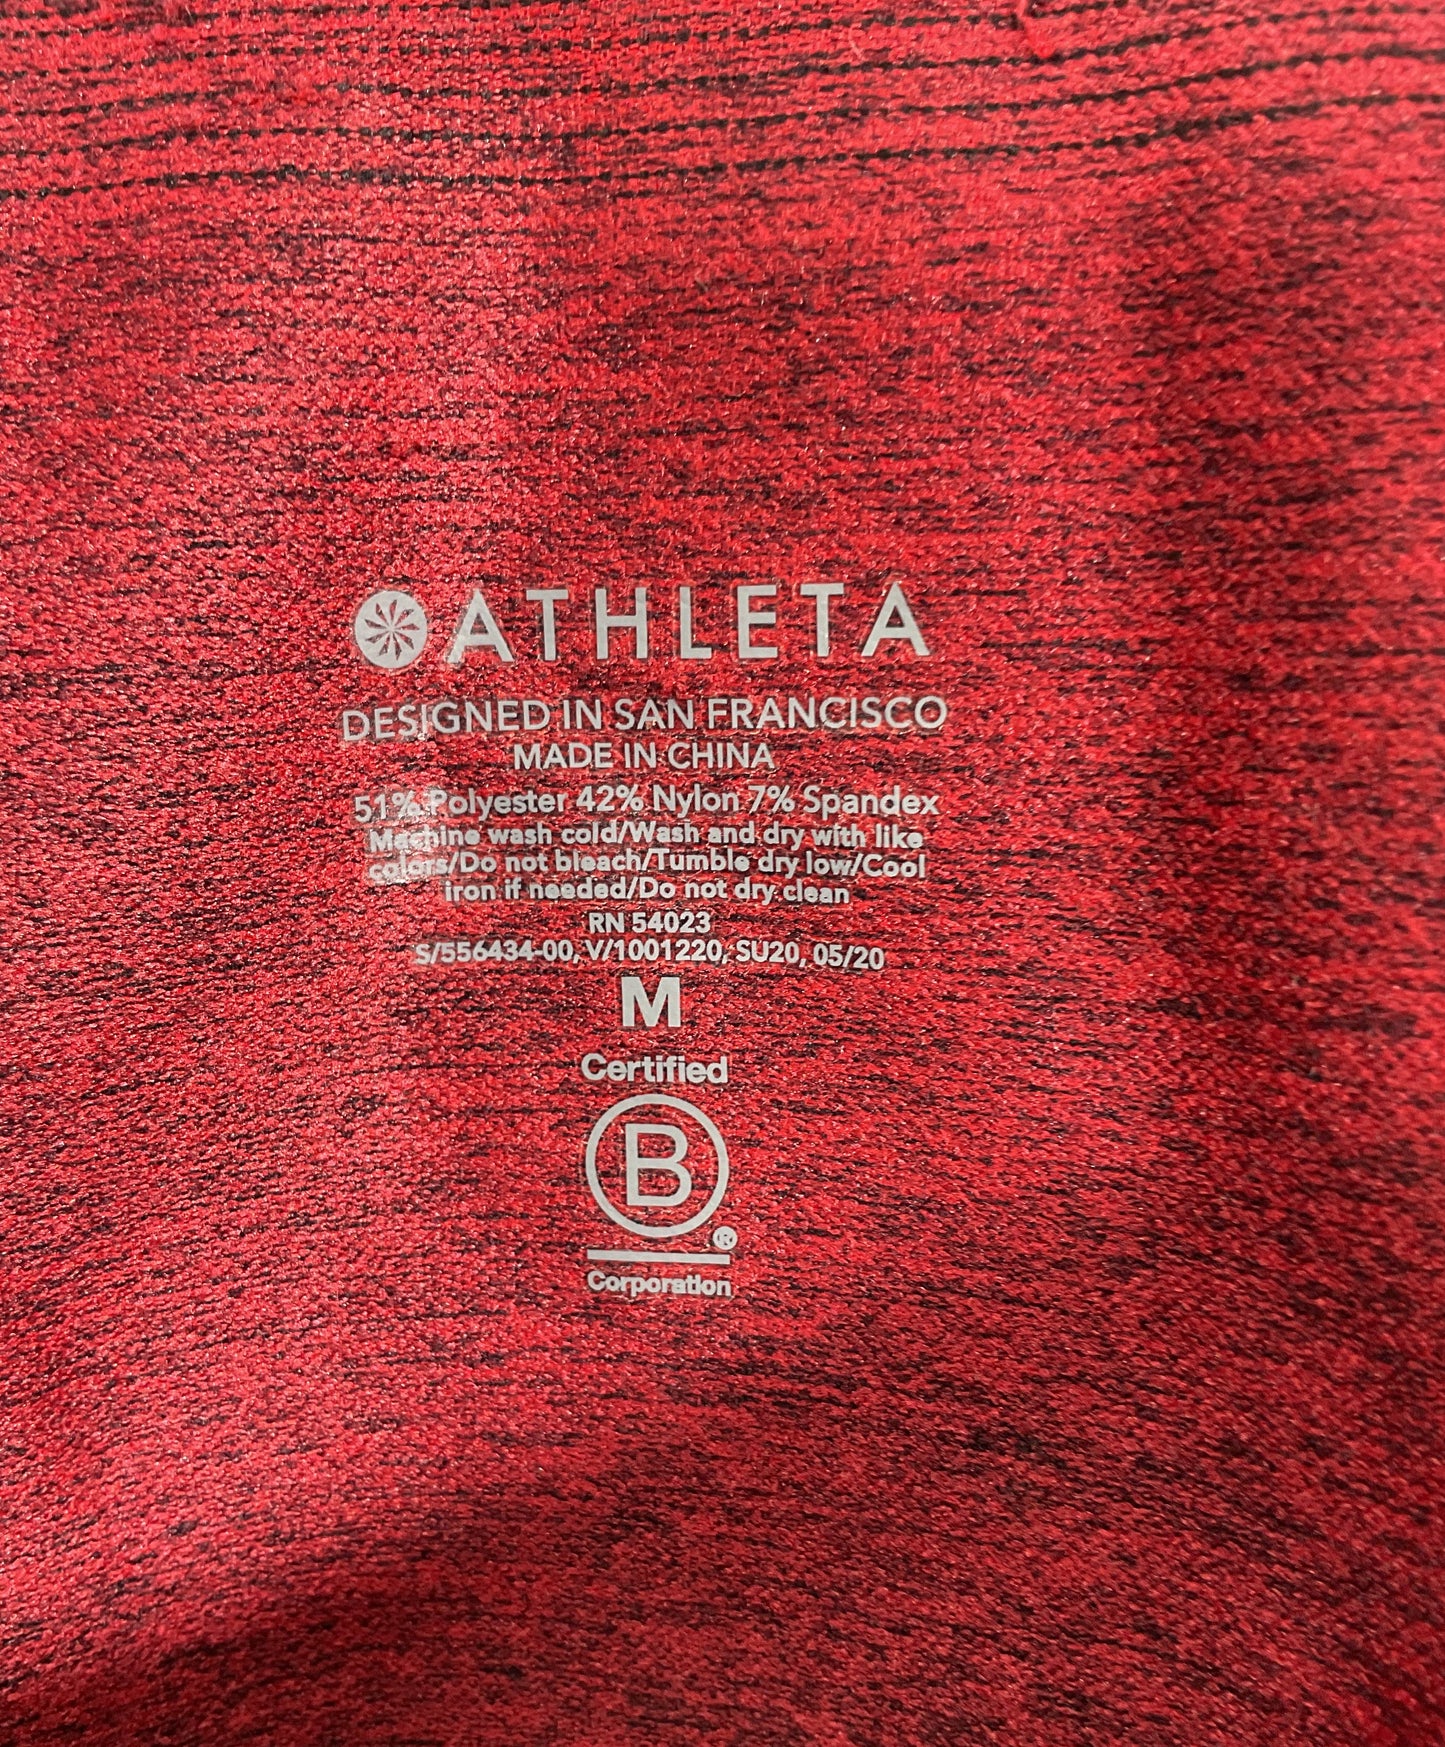 ATHLETA
DESIGNED IN SAN FRANCISCO
MADE IN CHINA
51% Polyester 42% Nylon 7% Spandex
Machine wash cold/Wash and dry with like
colors/Do not bleach/Tumble dry low/Cool
iron if needed/Do not dry clean
RN 54023
S/556434-00, V/1001220, SU20, 05/20
M
Certified
B®
Corporation